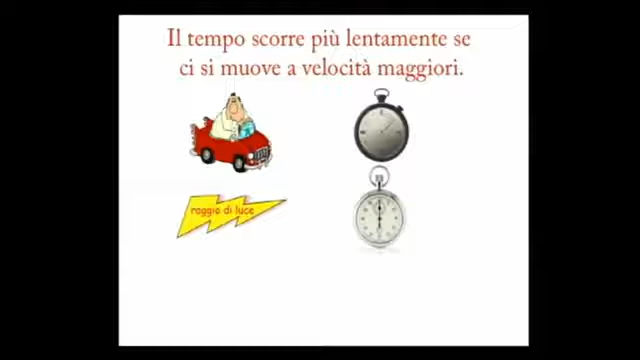 Il tempo scorre più lentamente se
ci si muove a velocità maggiori.
raggio di luce